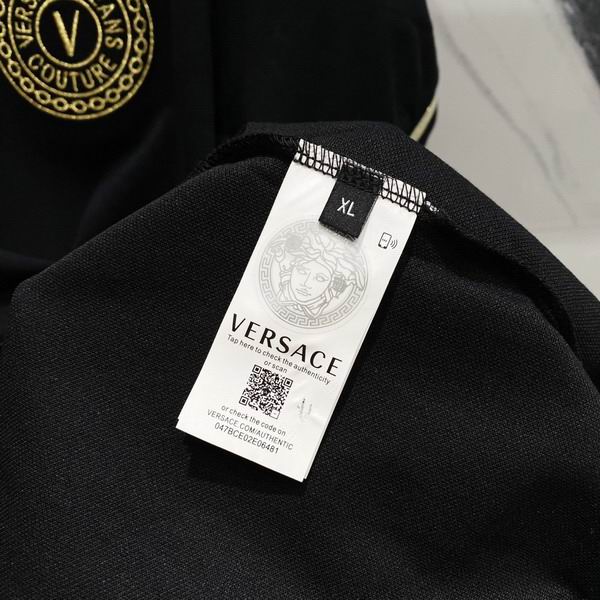 V
COUTURE
XL
VERSACE
Tap here to check the authenticity
or scan
or check the code on
VERSACE.COM/AUTHENTIC
047BCE02E06481